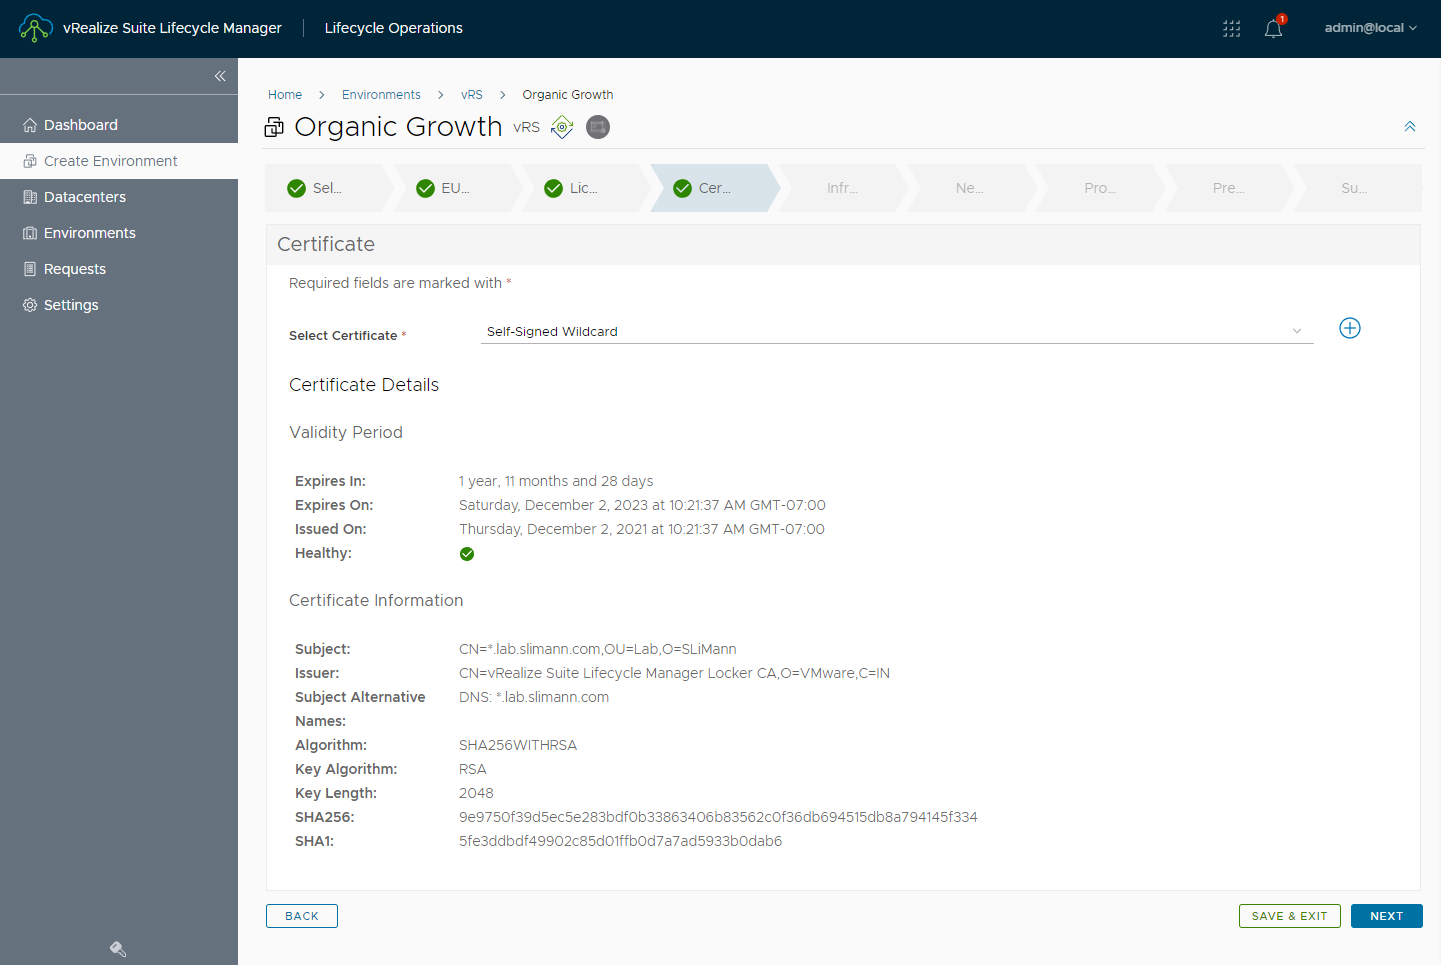 vRealize Suite Lifecycle Manager Lifecycle Operations 1 admin@local
Dashboard
Create Environment
Datacenters
Environments
Requests
Settings
Home > Environments > vRS > Organic Growth
Organic Growth vRS
Sel... EU... Lic... Cer... Infr... Ne... Pro... Pre... Su...
Certificate
Required fields are marked with *
Select Certificate * Self-Signed Wildcard
Certificate Details
Validity Period
Expires In: 1 year, 11 months and 28 days
Expires On: Saturday, December 2, 2023 at 10:21:37 AM GMT-07:00
Issued On: Thursday, December 2, 2021 at 10:21:37 AM GMT-07:00
Healthy:
Certificate Information
Subject: CN=*.lab.slimann.com,OU=Lab,O=SLiMann
Issuer: CN=vRealize Suite Lifecycle Manager Locker CA,O=VMware,C=IN
Subject Alternative DNS: *.lab.slimann.com
Names:
Algorithm: SHA256WITHRSA
Key Algorithm: RSA
Key Length: 2048
SHA256: 9e9750f39d5ec5e283bdf0b33863406b83562c0f36db694515db8a794145f334
SHA1: 5fe3ddbdf49902c85d01ffb0d7a7ad5933b0dab6
BACK SAVE & EXIT NEXT